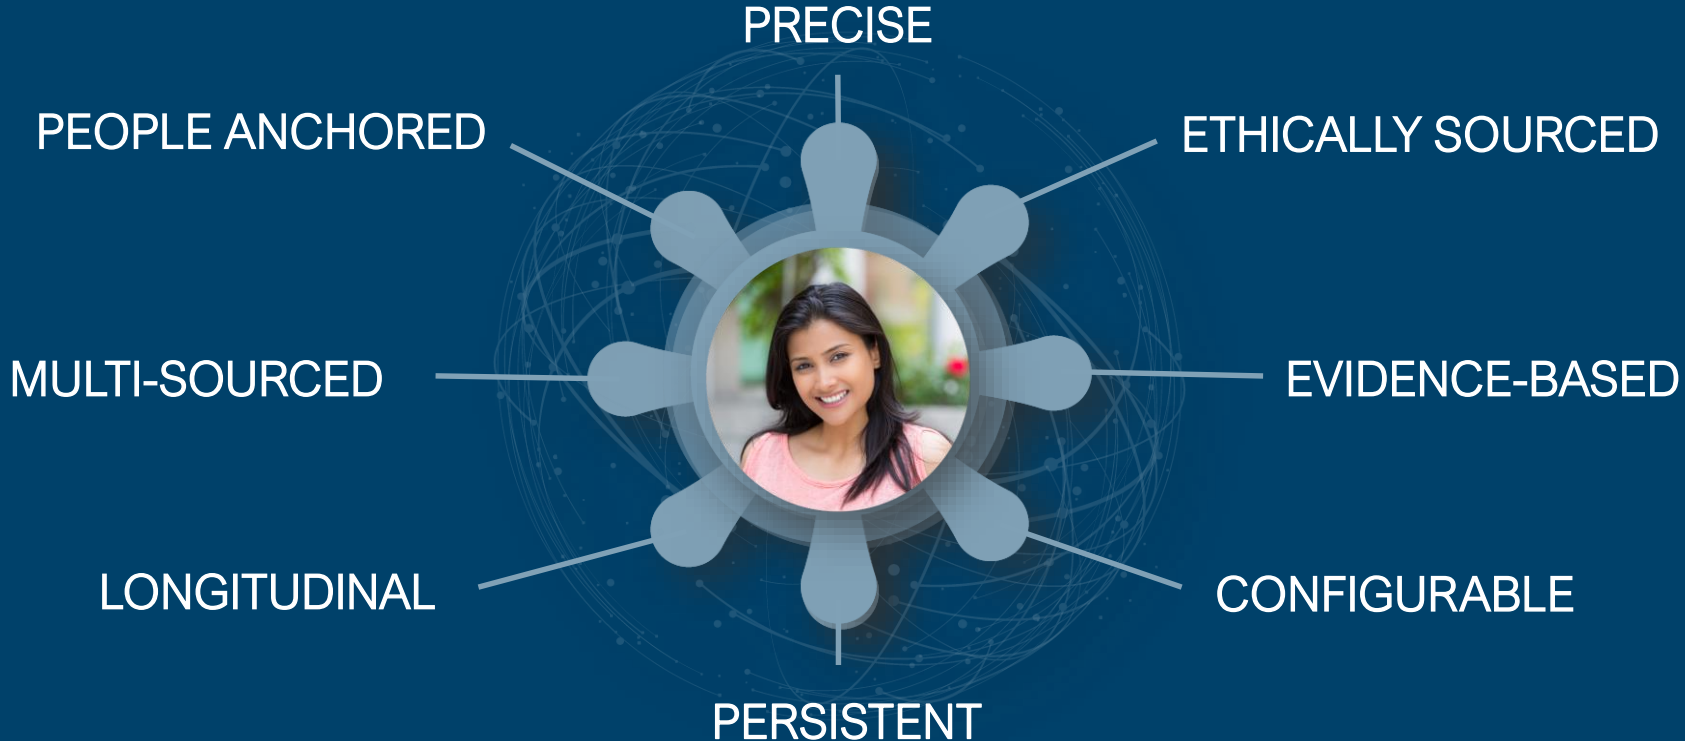 PRECISE
PEOPLE ANCHORED
ETHICALLY SOURCED
MULTI-SOURCED
EVIDENCE-BASED
LONGITUDINAL
CONFIGURABLE
PERSISTENT